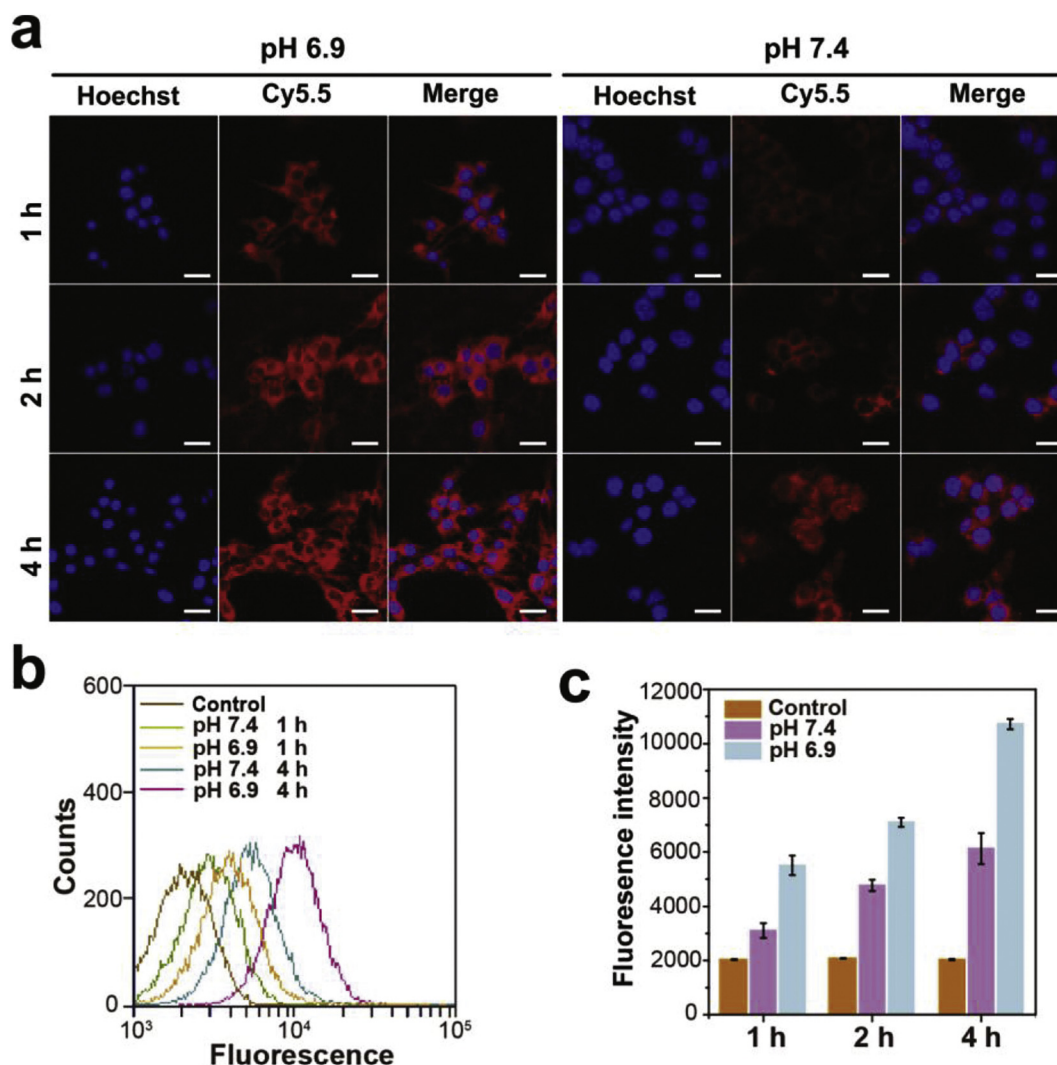 a
pH 6.9 pH 7.4
Hoechst Cy5.5 Merge Hoechst Cy5.5 Merge
1 h
2 h
4 h
b
600
400
200
0
Counts
Control
pH 7.4 1 h
pH 6.9 1 h
pH 7.4 4 h
pH 6.9 4 h
10³ 10⁴ 10⁵
Fluorescence
c
12000
10000
8000
6000
4000
2000
0
Fluoresence intensity
Control
pH 7.4
pH 6.9
1 h 2 h 4 h